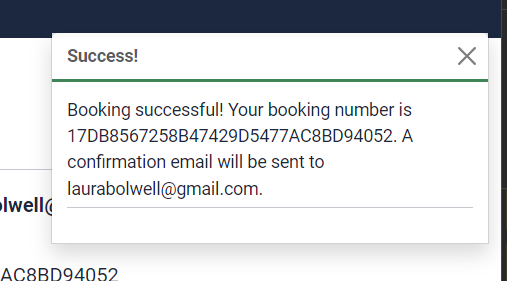 Success!
Booking successful! Your booking number is
17DB8567258B47429D5477AC8BD94052. A
confirmation email will be sent to
laurabolwell@gmail.com.
olwell@
AC8BD94052